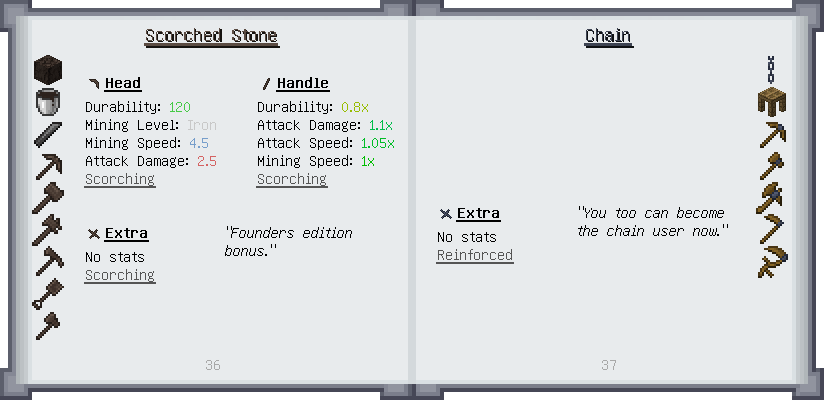 Scorched Stone
Head
Durability: 120
Mining Level: Iron
Mining Speed: 4.5
Attack Damage: 2.5
Scorching
Handle
Durability: 0.8x
Attack Damage: 1.1x
Attack Speed: 1.05x
Mining Speed: 1x
Scorching
Extra
No stats
Scorching
"Founders edition
bonus."
36
Chain
Extra
No stats
Reinforced
"You too can become
the chain user now."
37